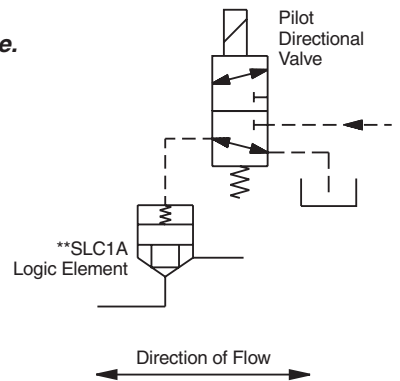 e.
Pilot
Directional
Valve
**SLC1A
Logic Element
Direction of Flow